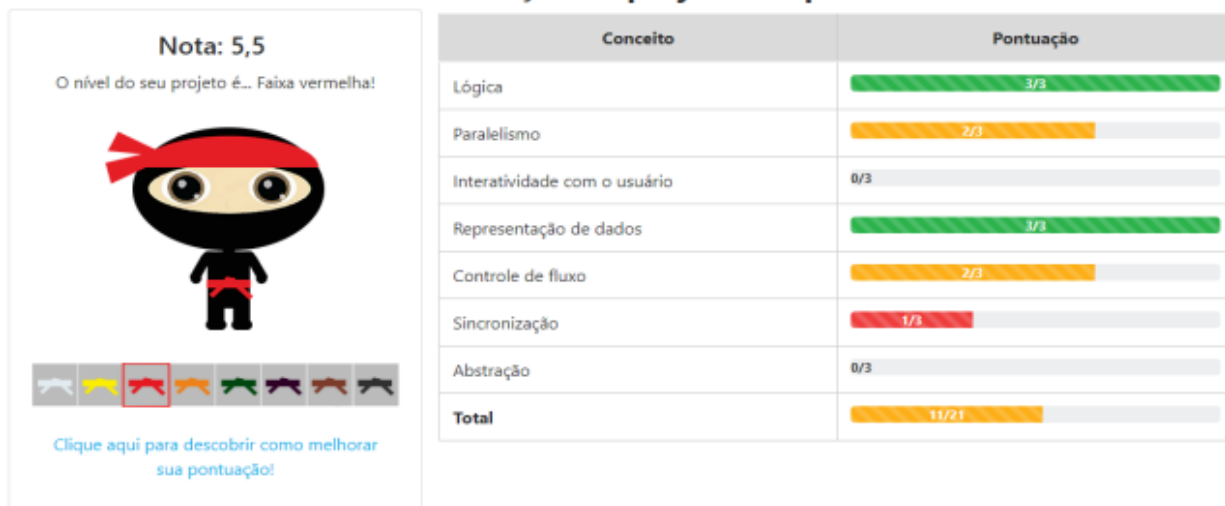 Nota: 5,5
O nível do seu projeto é... Faixa vermelha!
Clique aqui para descobrir como melhorar
sua pontuação!
Conceito Pontuação
Lógica 3/3
Paralelismo 2/3
Interatividade com o usuário 0/3
Representação de dados 3/3
Controle de fluxo 2/3
Sincronização 1/3
Abstração 0/3
Total 11/21